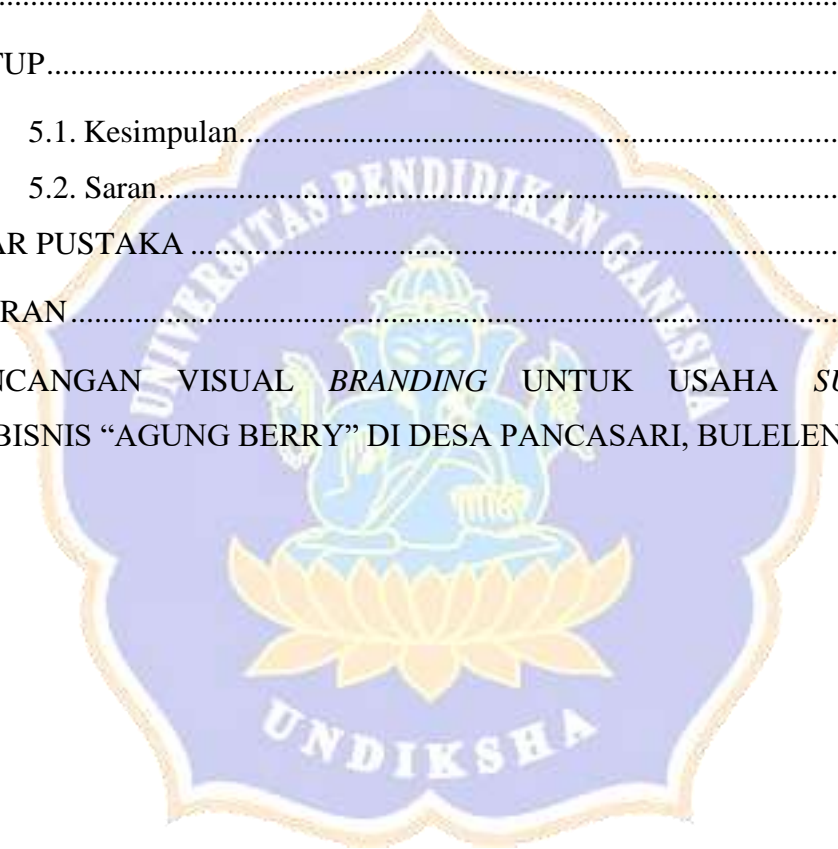 ................................................................................................
TUP................................................................................................
5.1. Kesimpulan................................................................................
5.2. Saran..........................................................................................
AR PUSTAKA ................................................................................
RAN................................................................................................
NCANGAN VISUAL BRANDING UNTUK USAHA SU
BISNIS “AGUNG BERRY” DI DESA PANCASARI, BULELEN
UNIVERSITAS PENDIDIKAN GANESHA
UNDIKSHA